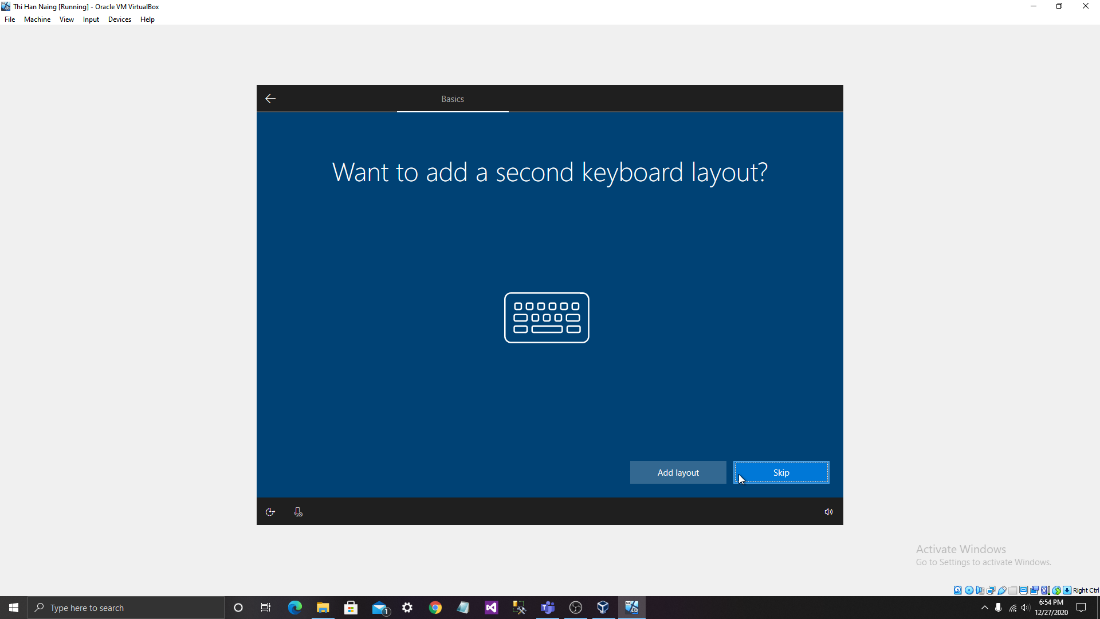 Thi Han Naing [Running] - Oracle VM VirtualBox
File Machine View Input Devices Help
Basics
Want to add a second keyboard layout?
Add layout Skip
Activate Windows
Go to Settings to activate Windows.
Right Ctrl
Type here to search
6:54 PM
12/27/2020